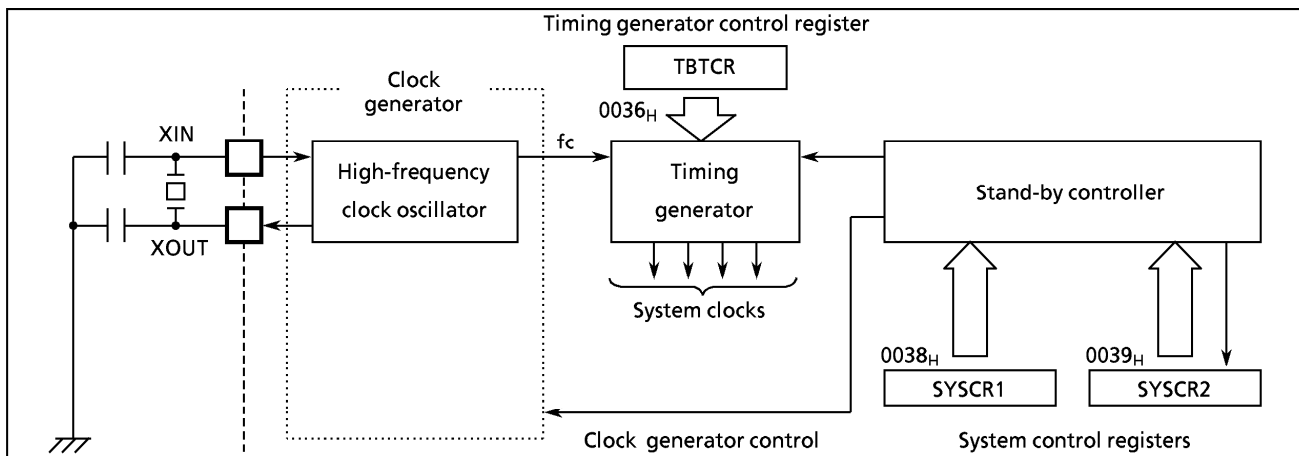 Timing generator control register
TBTCR
Clock
generator
0036H
XIN
fc
High-frequency
clock oscillator
Timing
generator
Stand-by controller
XOUT
System clocks
0038H
0039H
SYSCR1
SYSCR2
Clock generator control
System control registers